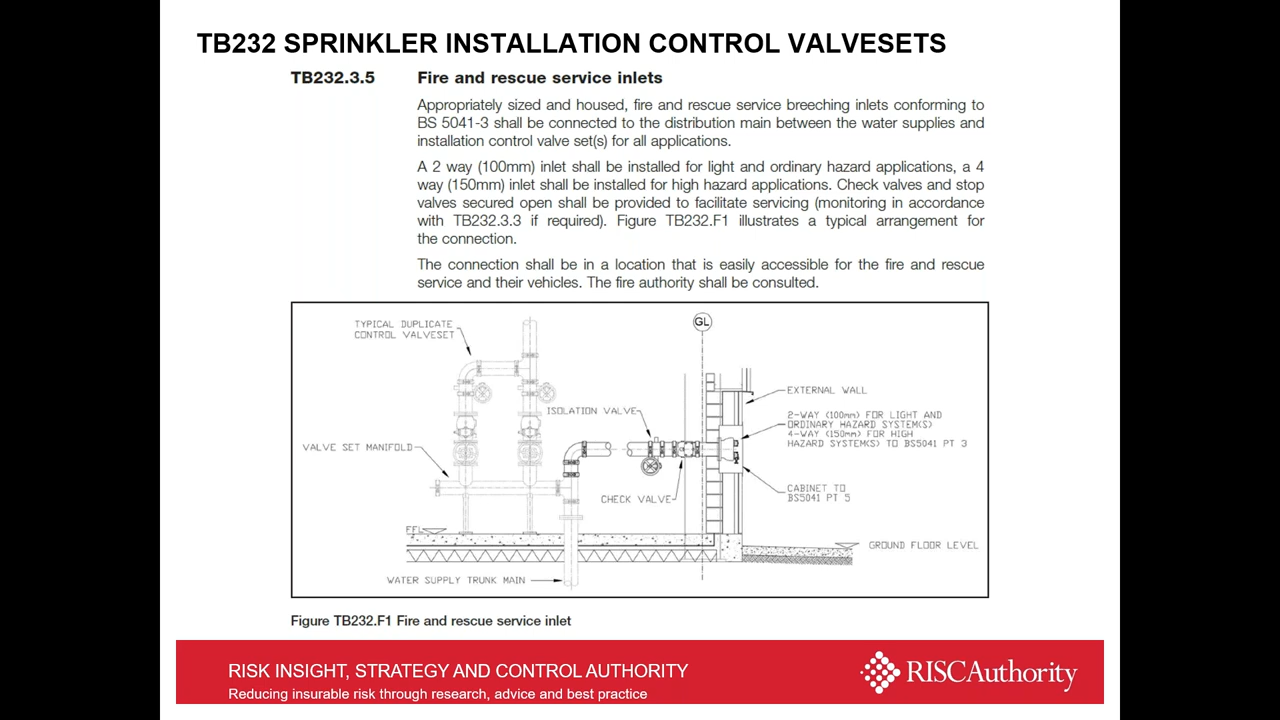 TB232 SPRINKLER INSTALLATION CONTROL VALVESETS
TB232.3.5 Fire and rescue service inlets
Appropriately sized and housed, fire and rescue service breeching inlets conforming to
BS 5041-3 shall be connected to the distribution main between the water supplies and
installation control valve set(s) for all applications.
A 2 way (100mm) inlet shall be installed for light and ordinary hazard applications, a 4
way (150mm) inlet shall be installed for high hazard applications. Check valves and stop
valves secured open shall be provided to facilitate servicing (monitoring in accordance
with TB232.3.3 if required). Figure TB232.F1 illustrates a typical arrangement for
the connection.
The connection shall be in a location that is easily accessible for the fire and rescue
service and their vehicles. The fire authority shall be consulted.
GL
TYPICAL DUPLICATE
CONTROL VALVESET
EXTERNAL WALL
ISOLATION VALVE
2-WAY (100mm) FOR LIGHT AND
ORDINARY HAZARD SYSTEM(S)
4-WAY (150mm) FOR HIGH
HAZARD SYSTEM(S) TO BS5041 PT 3
VALVE SET MANIFOLD
CHECK VALVE
CABINET TO
BS5041 PT 5
FFL
GROUND FLOOR LEVEL
WATER SUPPLY TRUNK MAIN
Figure TB232.F1 Fire and rescue service inlet
RISK INSIGHT, STRATEGY AND CONTROL AUTHORITY
Reducing insurable risk through research, advice and best practice
RISCAuthority